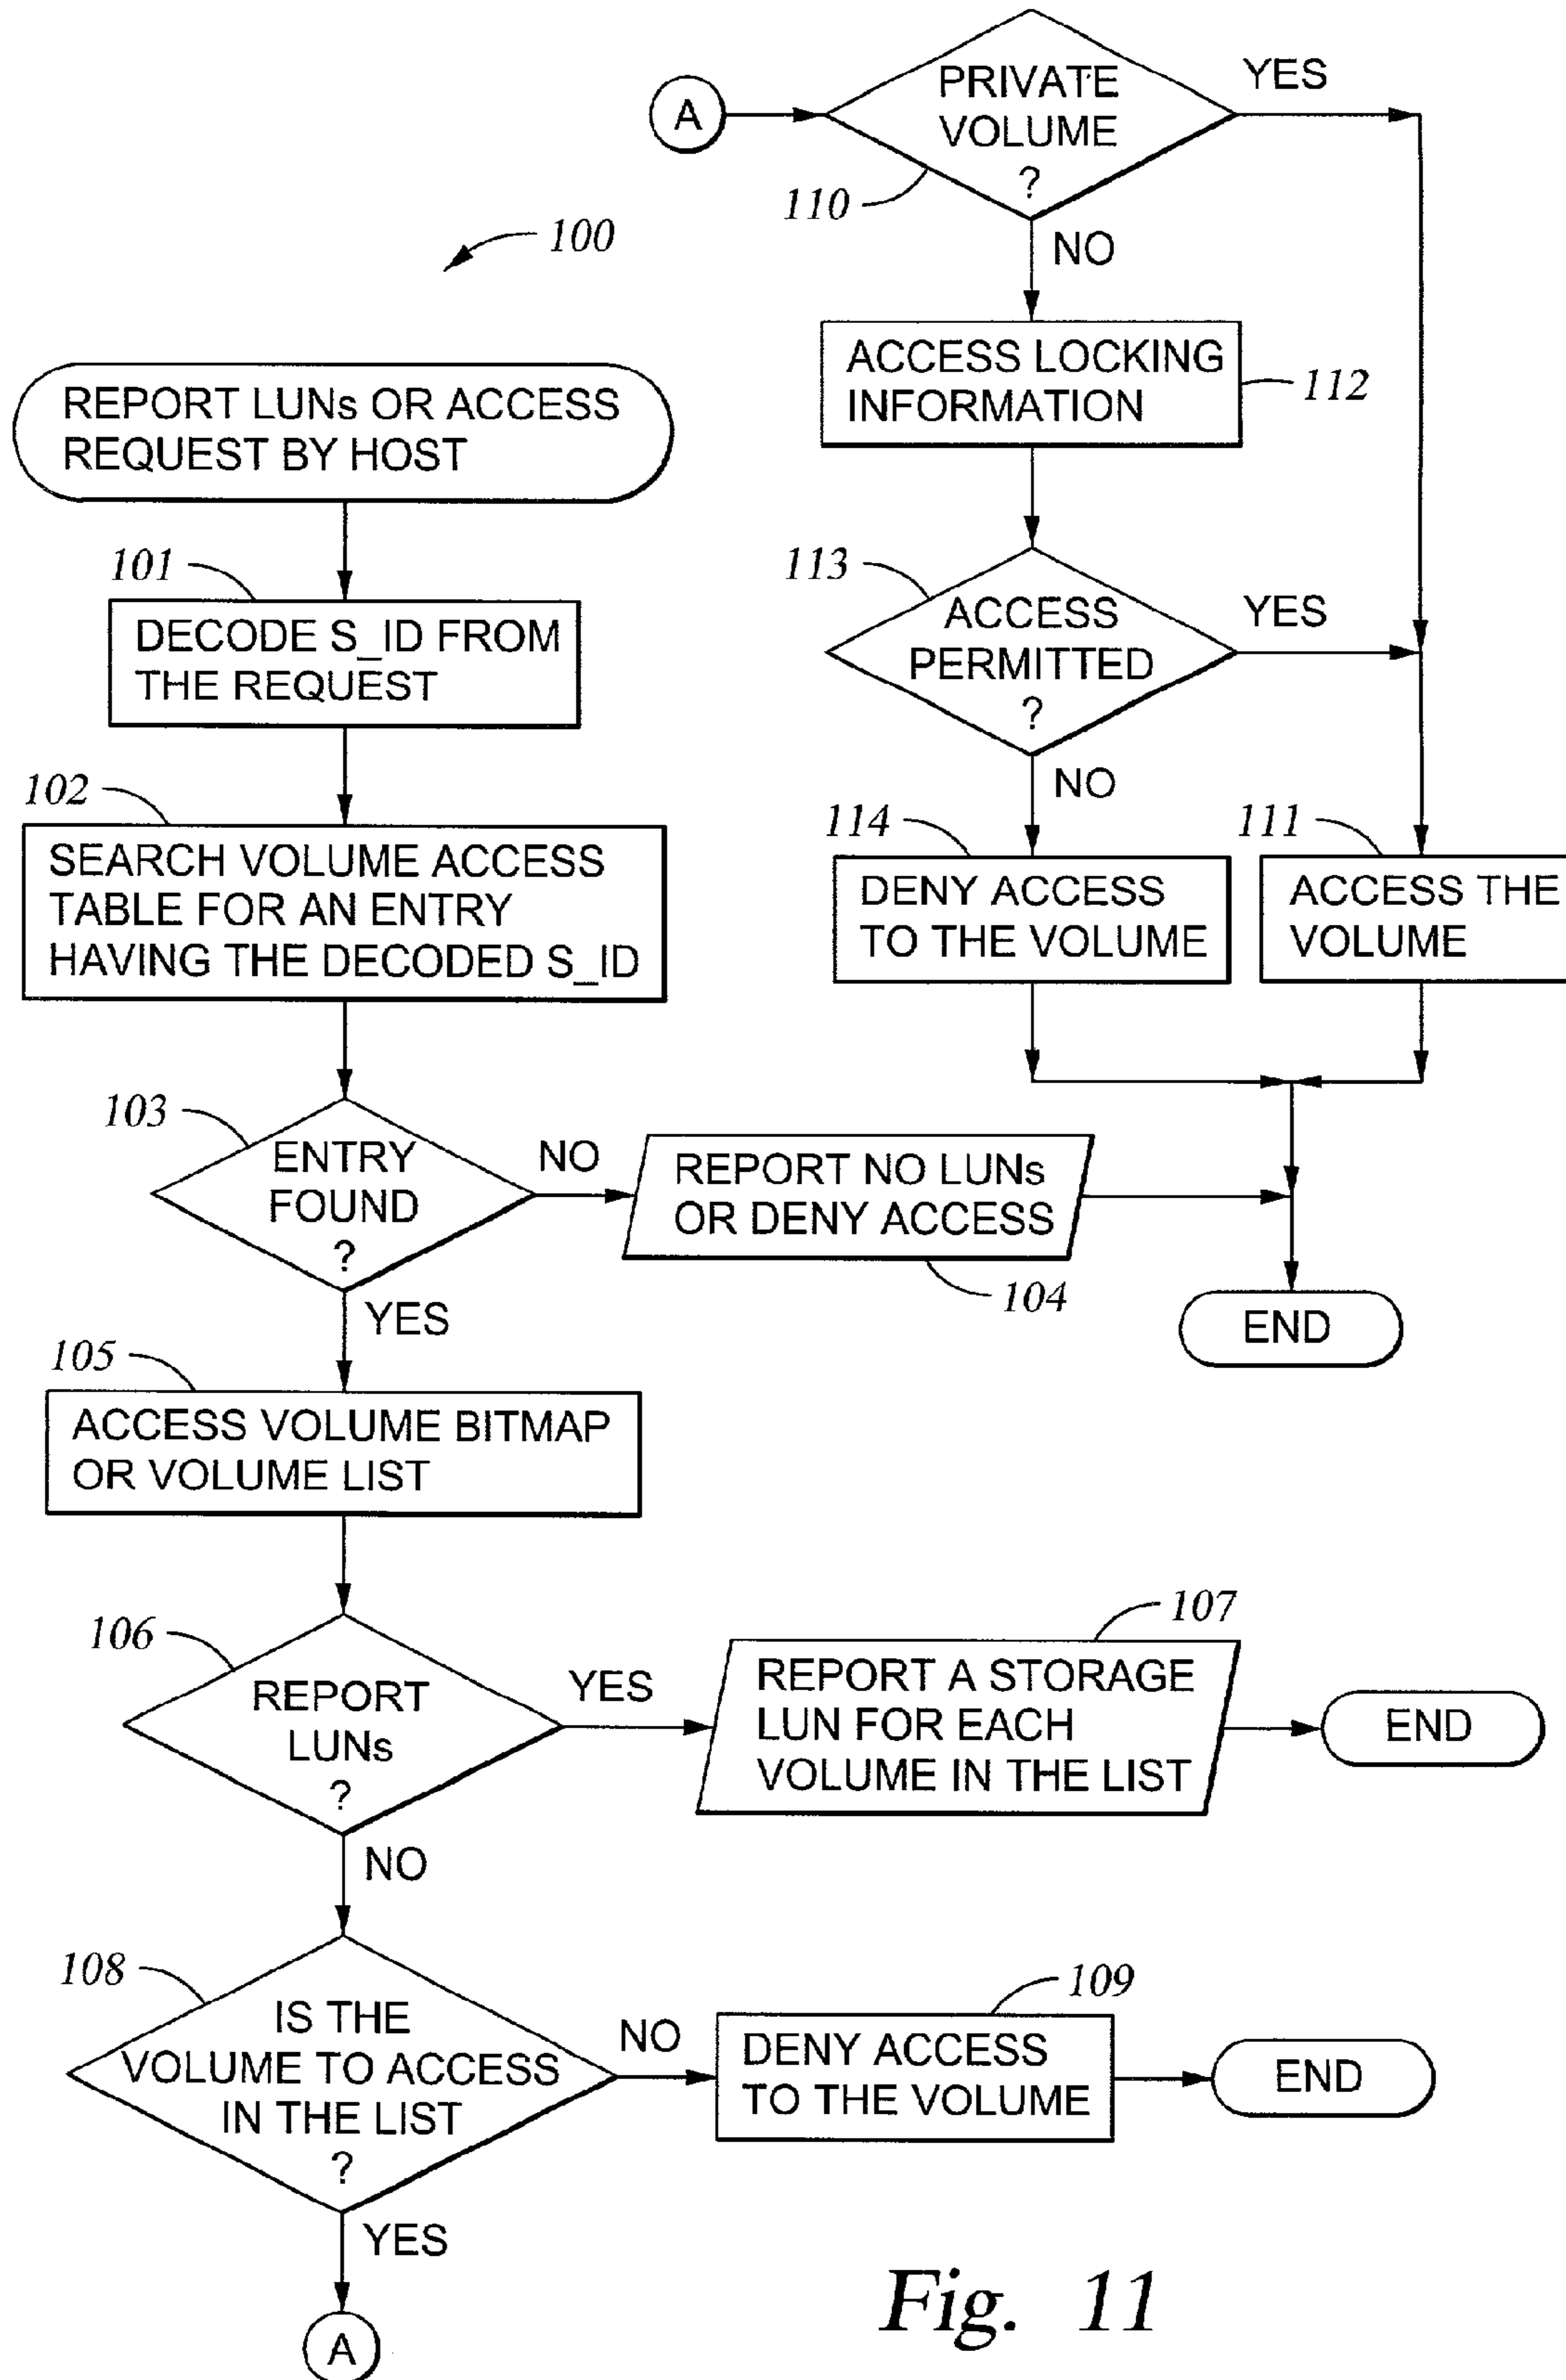 100
REPORT LUNs OR ACCESS
REQUEST BY HOST
101
DECODE S_ID FROM
THE REQUEST
102
SEARCH VOLUME ACCESS
TABLE FOR AN ENTRY
HAVING THE DECODED S_ID
103
ENTRY
FOUND
?
NO
REPORT NO LUNs
OR DENY ACCESS
104
YES
105
ACCESS VOLUME BITMAP
OR VOLUME LIST
106
REPORT
LUNs
?
YES
107
REPORT A STORAGE
LUN FOR EACH
VOLUME IN THE LIST
END
NO
108
IS THE
VOLUME TO ACCESS
IN THE LIST
?
NO
109
DENY ACCESS
TO THE VOLUME
END
YES
A
A
PRIVATE
VOLUME
?
110
YES
NO
ACCESS LOCKING
INFORMATION
112
113
ACCESS
PERMITTED
?
YES
NO
114
DENY ACCESS
TO THE VOLUME
111
ACCESS THE
VOLUME
END
Fig. 11